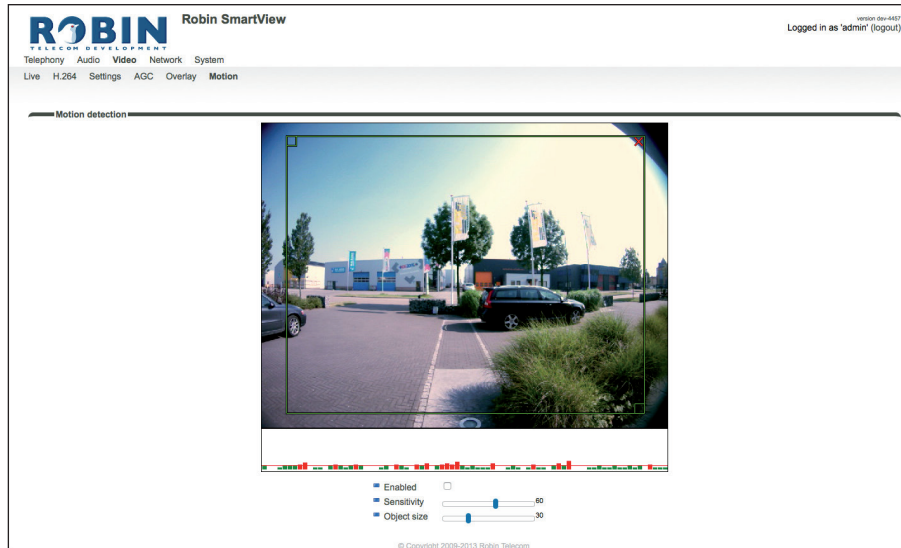 ROBIN
TELECOM DEVELOPMENT
Robin SmartView
version dev-4457
Logged in as 'admin' (logout)
Telephony Audio Video Network System
Live H.264 Settings AGC Overlay Motion
Motion detection
Enabled
Sensitivity 60
Object size 30
© Copyright 2009-2013 Robin Telecom